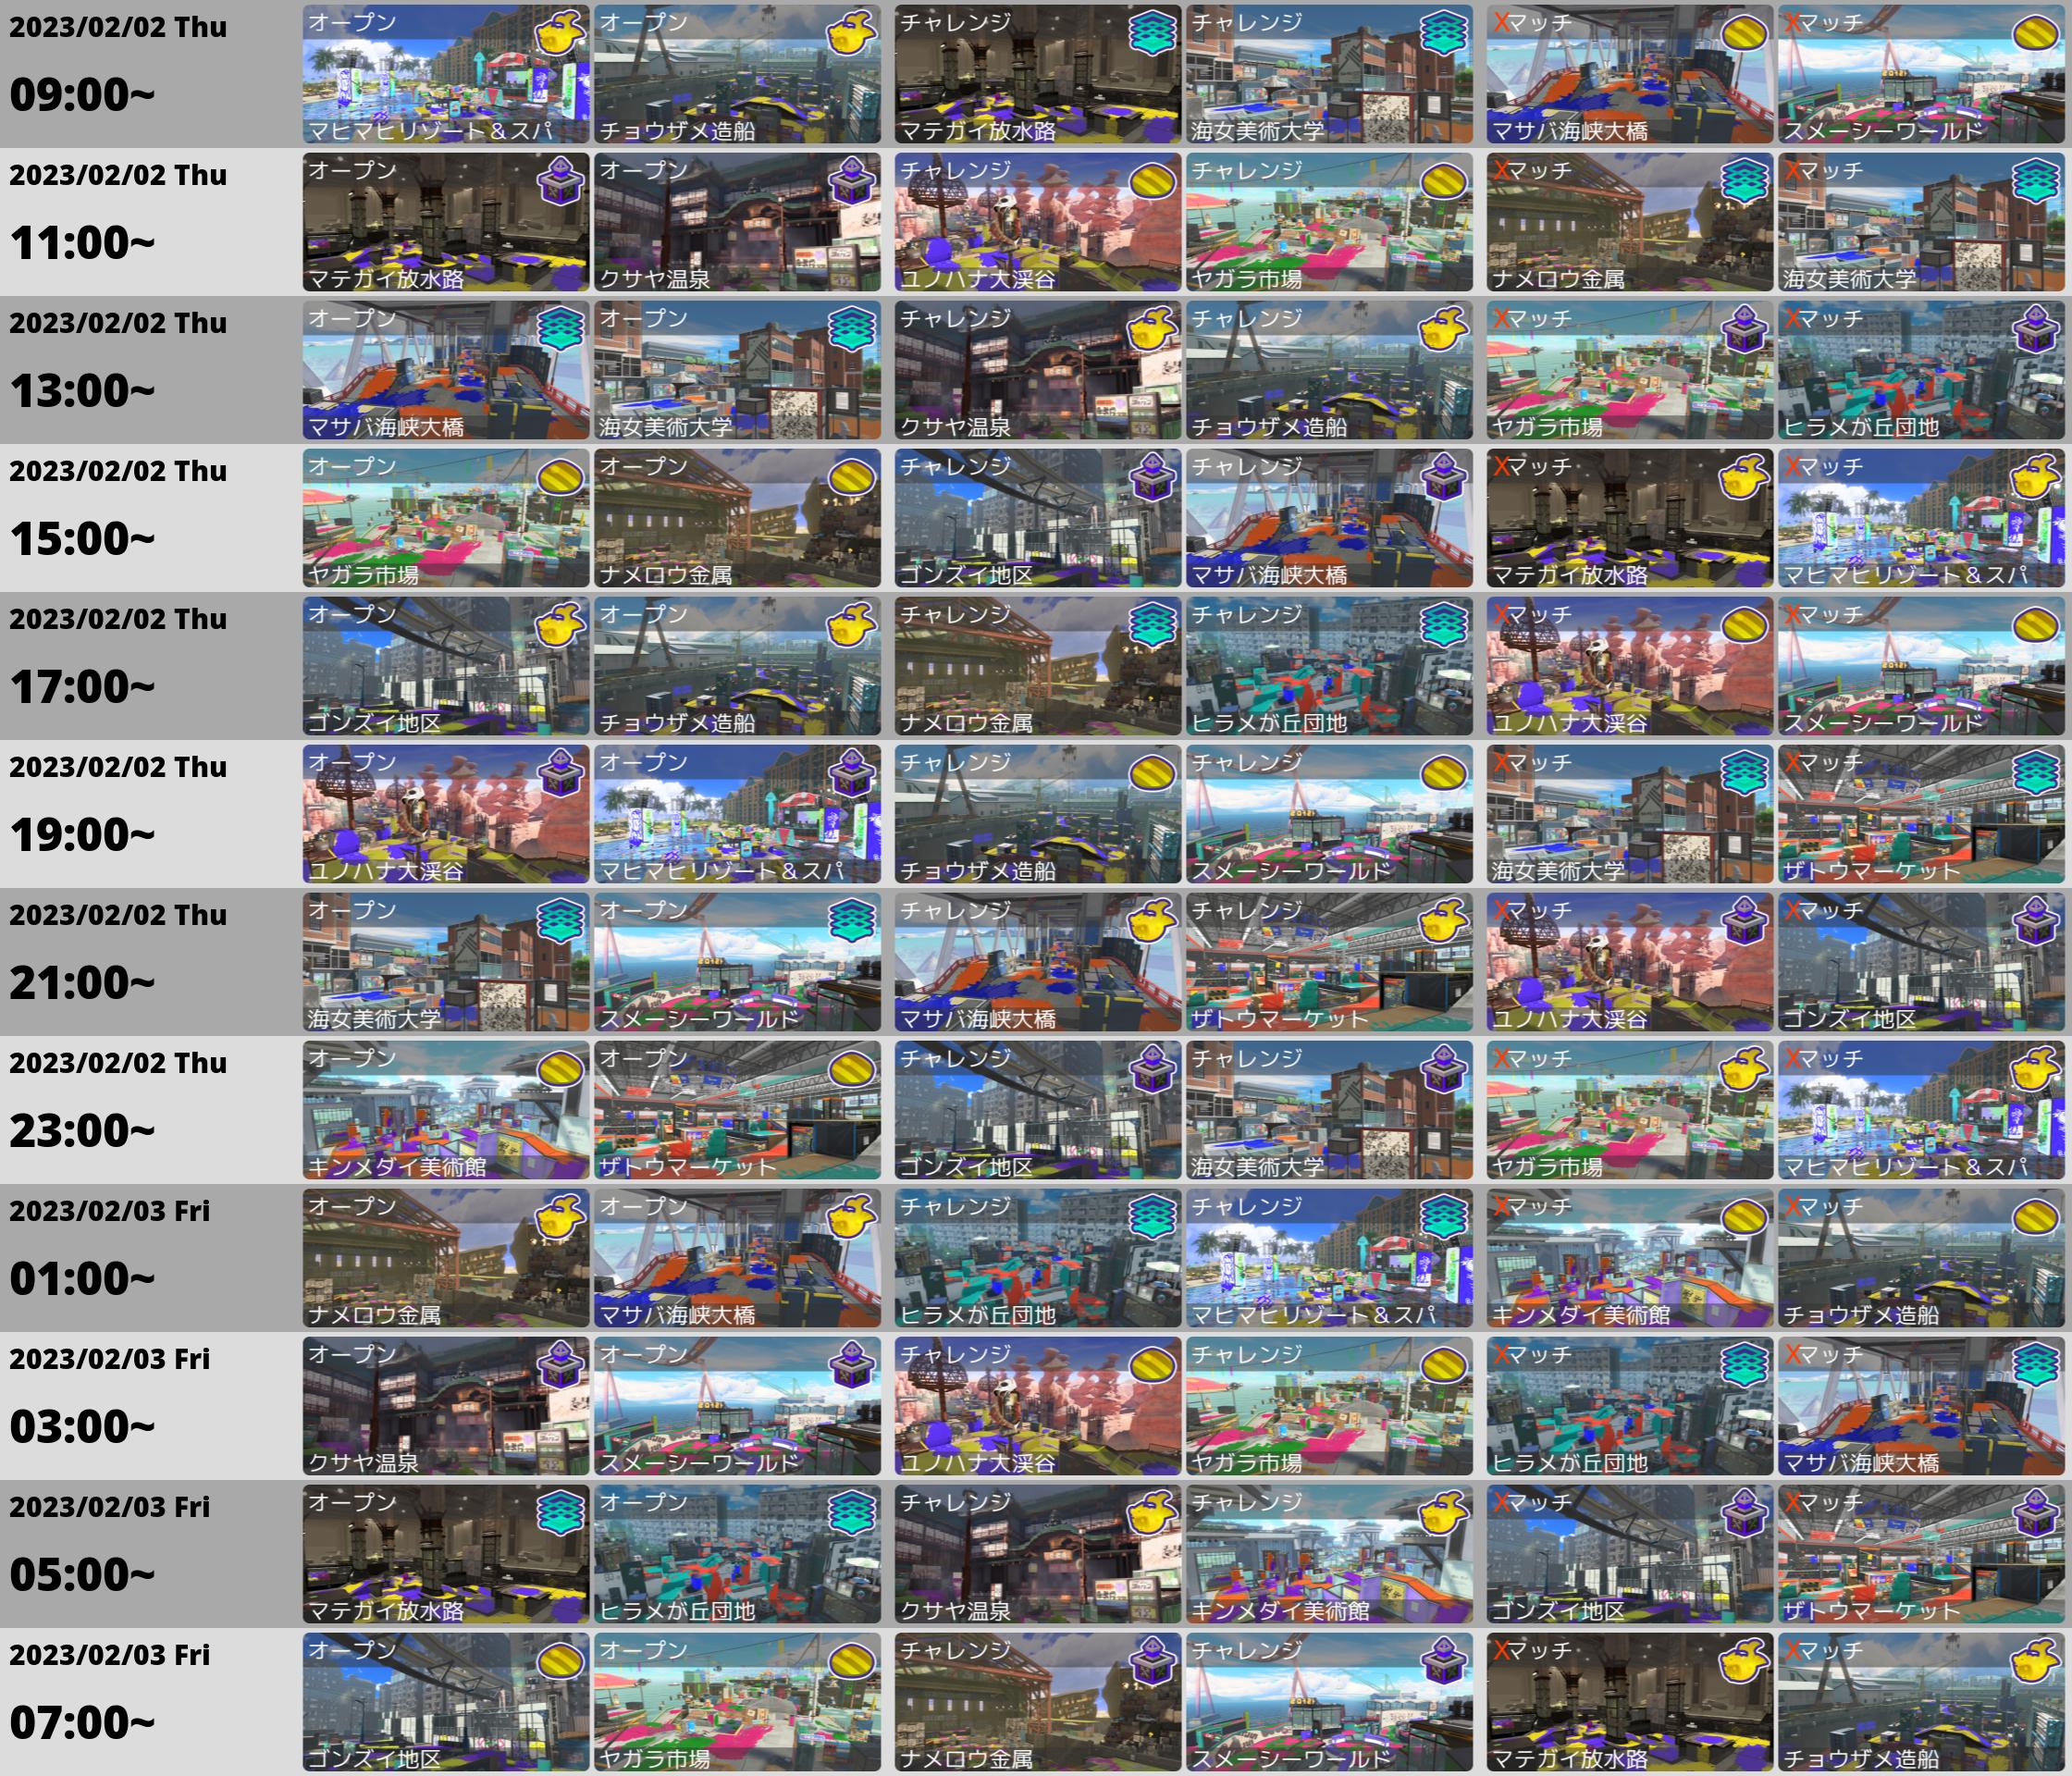 2023/02/02 Thu
09:00~
オープン
マヒマヒリゾート＆スパ
オープン
チョウザメ造船
チャレンジ
マテガイ放水路
チャレンジ
海女美術大学
Xマッチ
マサバ海峡大橋
Xマッチ
スメーシーワールド
2023/02/02 Thu
11:00~
オープン
マテガイ放水路
オープン
クサヤ温泉
チャレンジ
ユノハナ大渓谷
チャレンジ
ヤガラ市場
Xマッチ
ナメロウ金属
Xマッチ
海女美術大学
2023/02/02 Thu
13:00~
オープン
マサバ海峡大橋
オープン
海女美術大学
チャレンジ
クサヤ温泉
チャレンジ
チョウザメ造船
Xマッチ
ヤガラ市場
Xマッチ
ヒラメが丘団地
2023/02/02 Thu
15:00~
オープン
ヤガラ市場
オープン
ナメロウ金属
チャレンジ
ゴンズイ地区
チャレンジ
マサバ海峡大橋
Xマッチ
マテガイ放水路
Xマッチ
マヒマヒリゾート＆スパ
2023/02/02 Thu
17:00~
オープン
ゴンズイ地区
オープン
チョウザメ造船
チャレンジ
ナメロウ金属
チャレンジ
ヒラメが丘団地
Xマッチ
ユノハナ大渓谷
Xマッチ
スメーシーワールド
2023/02/02 Thu
19:00~
オープン
ユノハナ大渓谷
オープン
マヒマヒリゾート＆スパ
チャレンジ
チョウザメ造船
チャレンジ
スメーシーワールド
Xマッチ
海女美術大学
Xマッチ
ザトウマーケット
2023/02/02 Thu
21:00~
オープン
海女美術大学
オープン
スメーシーワールド
チャレンジ
マサバ海峡大橋
チャレンジ
ザトウマーケット
Xマッチ
ユノハナ大渓谷
Xマッチ
ゴンズイ地区
2023/02/02 Thu
23:00~
オープン
キンメダイ美術館
オープン
ザトウマーケット
チャレンジ
ゴンズイ地区
チャレンジ
海女美術大学
Xマッチ
ヤガラ市場
Xマッチ
マヒマヒリゾート＆スパ
2023/02/03 Fri
01:00~
オープン
ナメロウ金属
オープン
マサバ海峡大橋
チャレンジ
ヒラメが丘団地
チャレンジ
マヒマヒリゾート＆スパ
Xマッチ
キンメダイ美術館
Xマッチ
チョウザメ造船
2023/02/03 Fri
03:00~
オープン
クサヤ温泉
オープン
スメーシーワールド
チャレンジ
ユノハナ大渓谷
チャレンジ
ヤガラ市場
Xマッチ
ヒラメが丘団地
Xマッチ
マサバ海峡大橋
2023/02/03 Fri
05:00~
オープン
マテガイ放水路
オープン
ヒラメが丘団地
チャレンジ
クサヤ温泉
チャレンジ
キンメダイ美術館
Xマッチ
ゴンズイ地区
Xマッチ
ザトウマーケット
2023/02/03 Fri
07:00~
オープン
ゴンズイ地区
オープン
ヤガラ市場
チャレンジ
ナメロウ金属
チャレンジ
スメーシーワールド
Xマッチ
マテガイ放水路
Xマッチ
チョウザメ造船